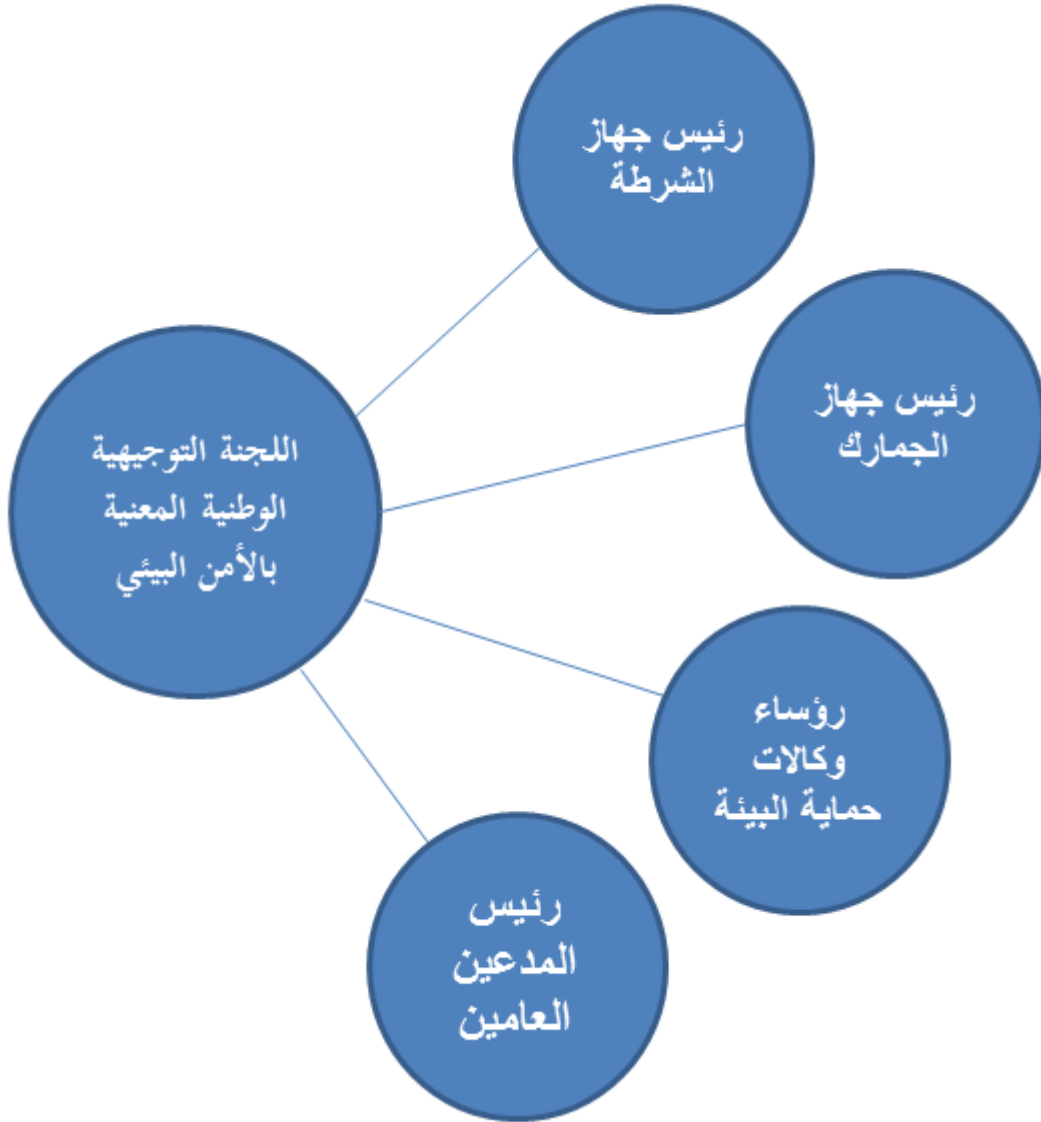 رئيس جهاز
الشرطة
رئيس جهاز
الجمارك
اللجنة التوجيهية
الوطنية المعنية
بالأمن البيئي
رؤساء
وكالات
حماية البيئة
رئيس
المدعين
العامين